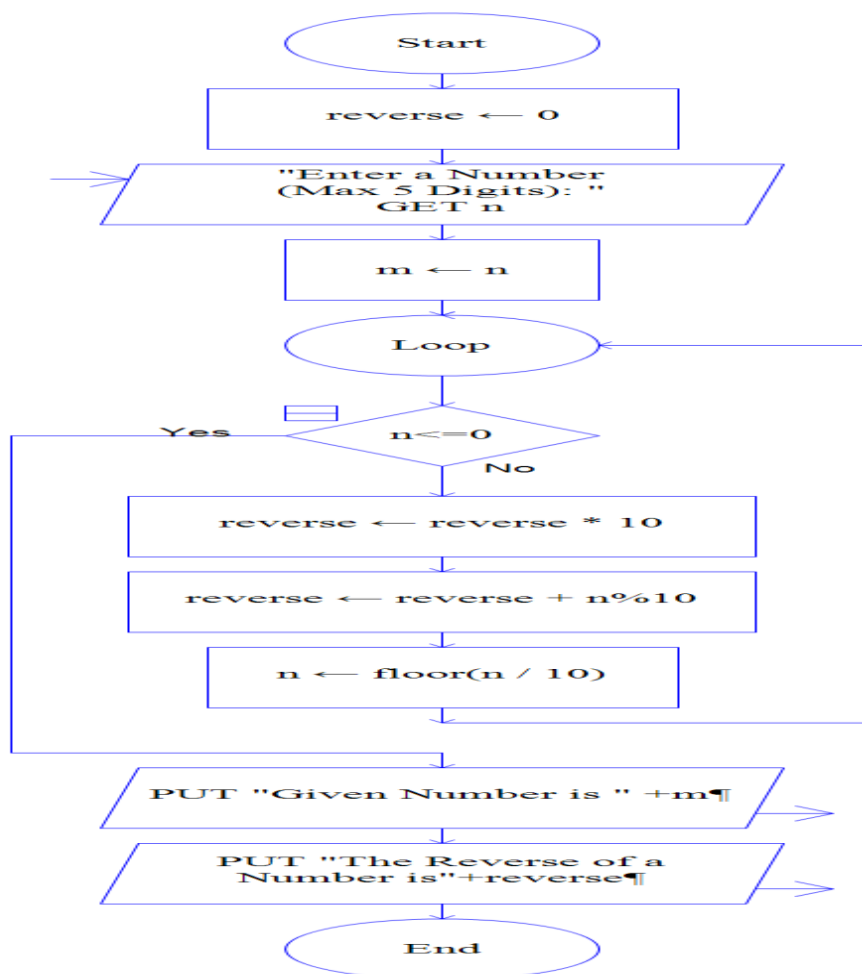 Start
reverse ← 0
"Enter a Number
(Max 5 Digits): "
GET n
m ← n
Loop
Yes
n<=0
No
reverse ← reverse * 10
reverse ← reverse + n%10
n ← floor(n / 10)
PUT "Given Number is " +m¶
PUT "The Reverse of a
Number is"+reverse¶
End